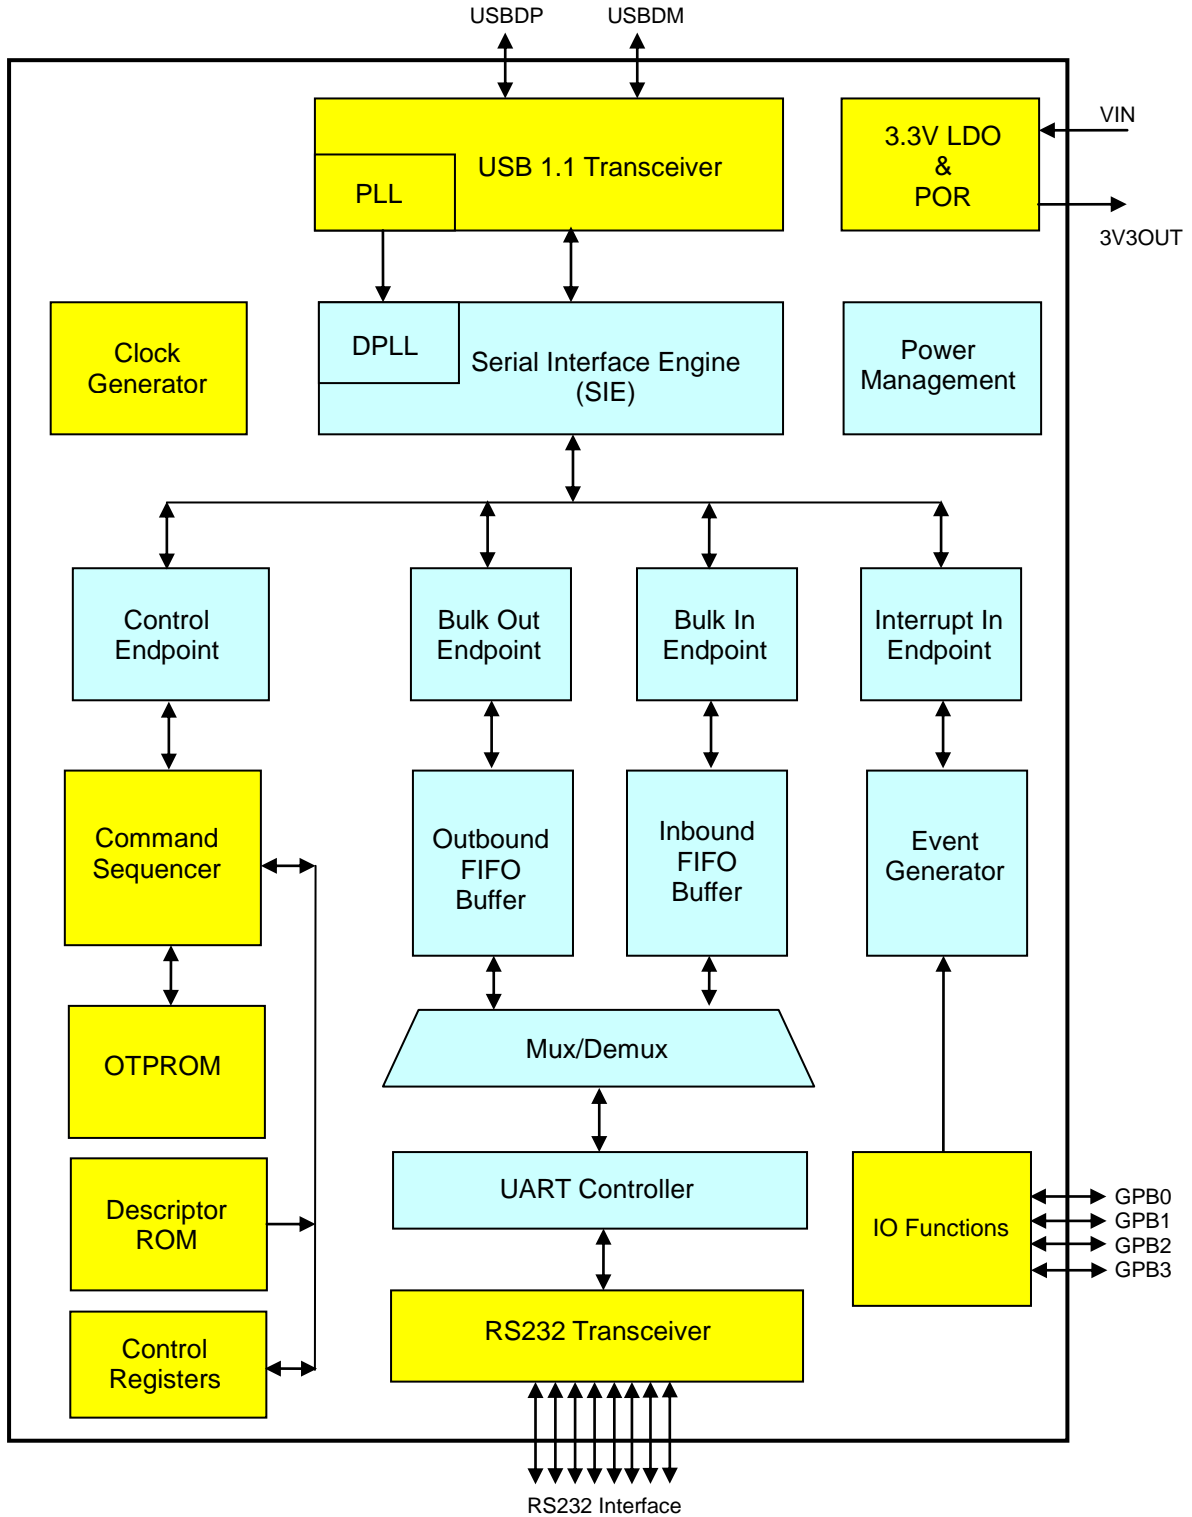 USBDP
USBDM
USB 1.1 Transceiver
PLL
3.3V LDO
&
POR
VIN
3V3OUT
Clock
Generator
DPLL
Serial Interface Engine
(SIE)
Power
Management
Control
Endpoint
Bulk Out
Endpoint
Bulk In
Endpoint
Interrupt In
Endpoint
Command
Sequencer
Outbound
FIFO
Buffer
Inbound
FIFO
Buffer
Event
Generator
OTPROM
Mux/Demux
Descriptor
ROM
UART Controller
IO Functions
GPB0
GPB1
GPB2
GPB3
Control
Registers
RS232 Transceiver
RS232 Interface